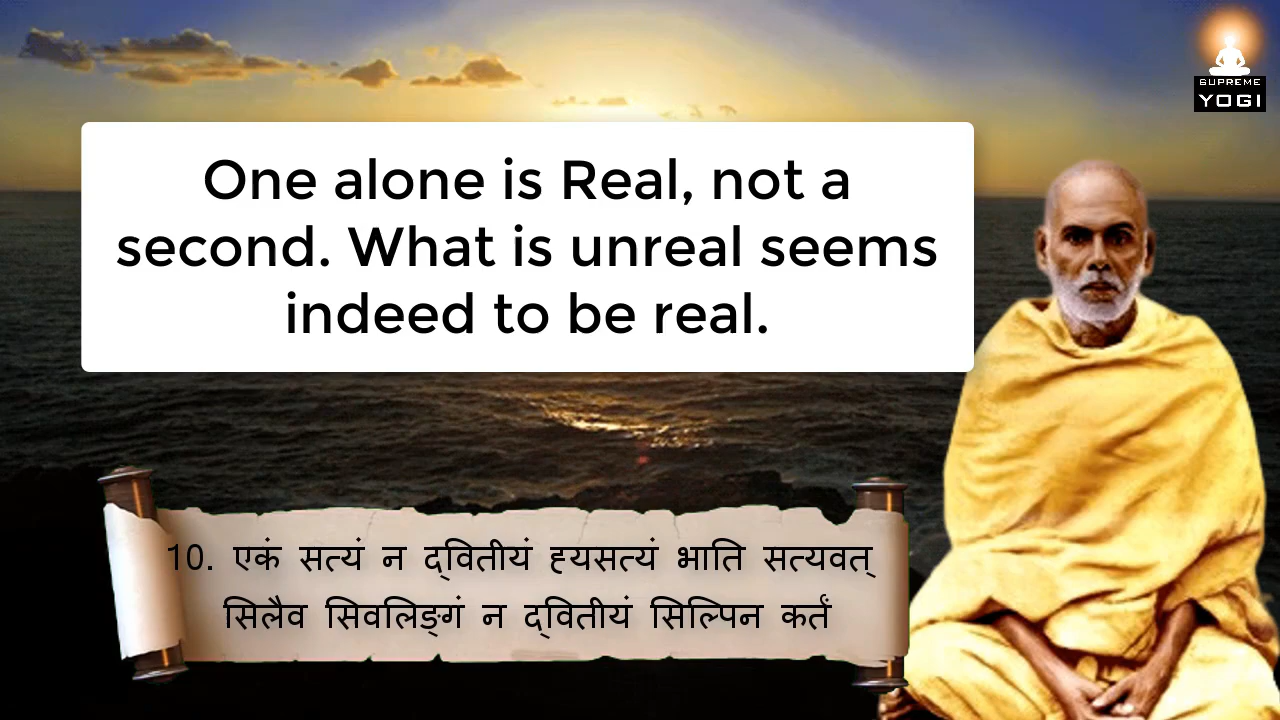 SUPREME
YOGI
One alone is Real, not a
second. What is unreal seems
indeed to be real.
10. एकं सत्यं न द्वितीयं ह्यसत्यं भाति सत्यवत्
सिलैव सिवलिङ्गं न द्वितीयं सिल्पिन कर्तं